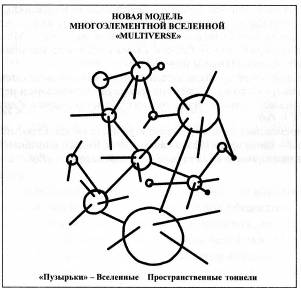 НОВАЯ МОДЕЛЬ
МНОГОЭЛЕМЕНТНОЙ ВСЕЛЕННОЙ
«MULTIVERSE»
«Пузырьки» – Вселенные Пространственные тоннели